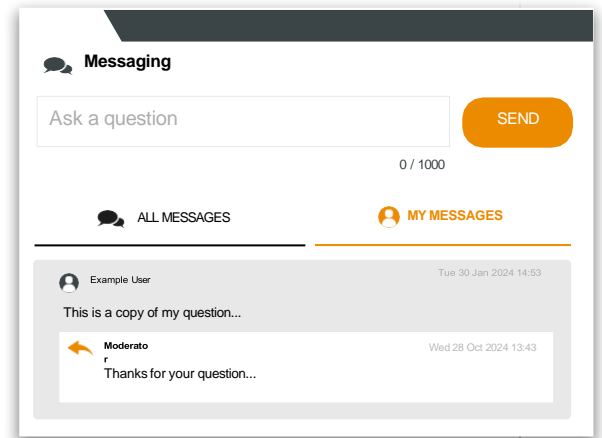 Messaging
Ask a question
SEND
0 / 1000
ALL MESSAGES
MY MESSAGES
Example User
Tue 30 Jan 2024 14:53
This is a copy of my question...
Moderato
r
Wed 28 Oct 2024 13:43
Thanks for your question...